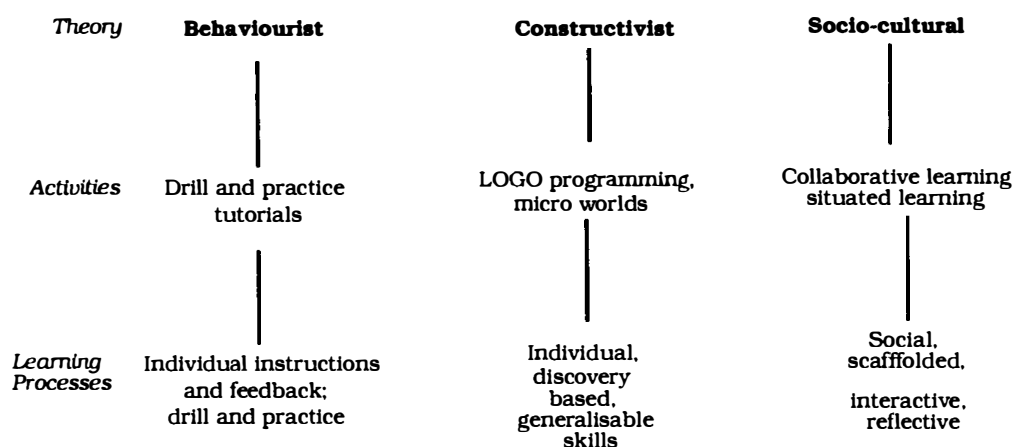 Theory Behaviourist Constructivist Socio-cultural
Activities Drill and practice LOGO programming, Collaborative learning
tutorials micro worlds situated learning
Learning Processes
Individual instructions
and feedback;
drill and practice
Individual,
discovery
based,
generalisable
skills
Social,
scafffolded,
interactive,
reflective